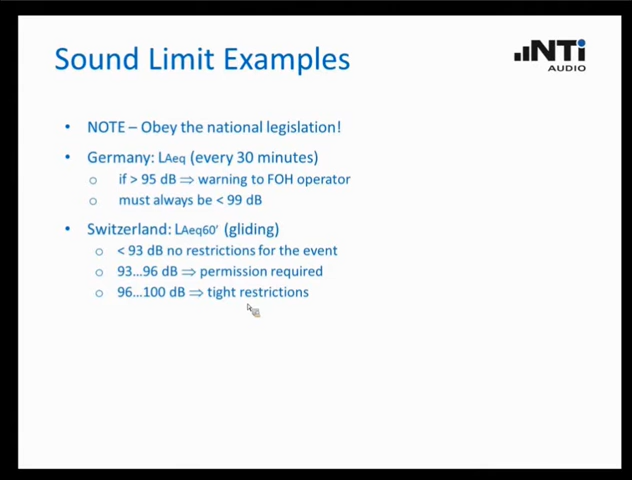 Sound Limit Examples
NTi
AUDIO
• NOTE – Obey the national legislation!
• Germany: LAeq (every 30 minutes)
o if > 95 dB ⇒ warning to FOH operator
o must always be < 99 dB
• Switzerland: LAeq60' (gliding)
o < 93 dB no restrictions for the event
o 93...96 dB ⇒ permission required
o 96...100 dB ⇒ tight restrictions